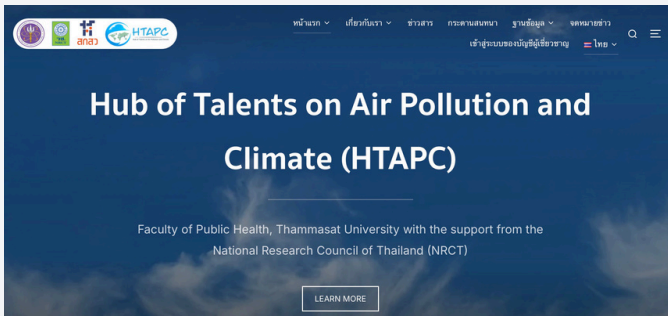 สกสว
HTAPC
หน้าแรก เกี่ยวกับเรา ข่าวสาร กระดานสนทนา ฐานข้อมูล จดหมายข่าว
เข้าสู่ระบบของบัญชีผู้เชี่ยวชาญ ไทย
Hub of Talents on Air Pollution and
Climate (HTAPC)
Faculty of Public Health, Thammasat University with the support from the
National Research Council of Thailand (NRCT)
LEARN MORE